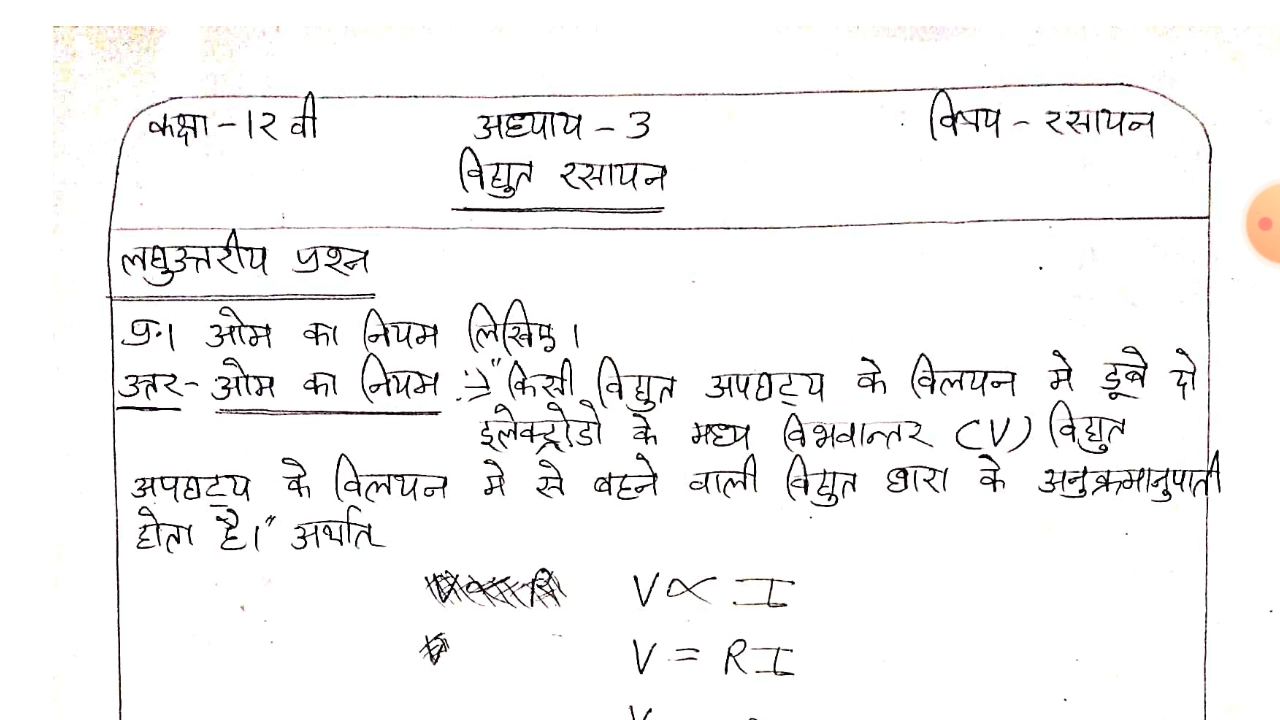 कक्षा - 12 वी अध्याय - 3 विषय - रसायन
विद्युत रसायन
लघुउत्तरीय प्रश्न
प्र.1 ओम का नियम लिखिए।
उत्तर - ओम का नियम :⇒ "किसी विद्युत अपघट्य के विलयन मे डूबे दो
इलेक्ट्रोडो के मध्य विभवान्तर (V) विद्युत
अपघट्य के विलयन मे से बहने वाली विद्युत धारा के अनुक्रमानुपाती
होता है।" अर्थात
V ∝ I
V = RI